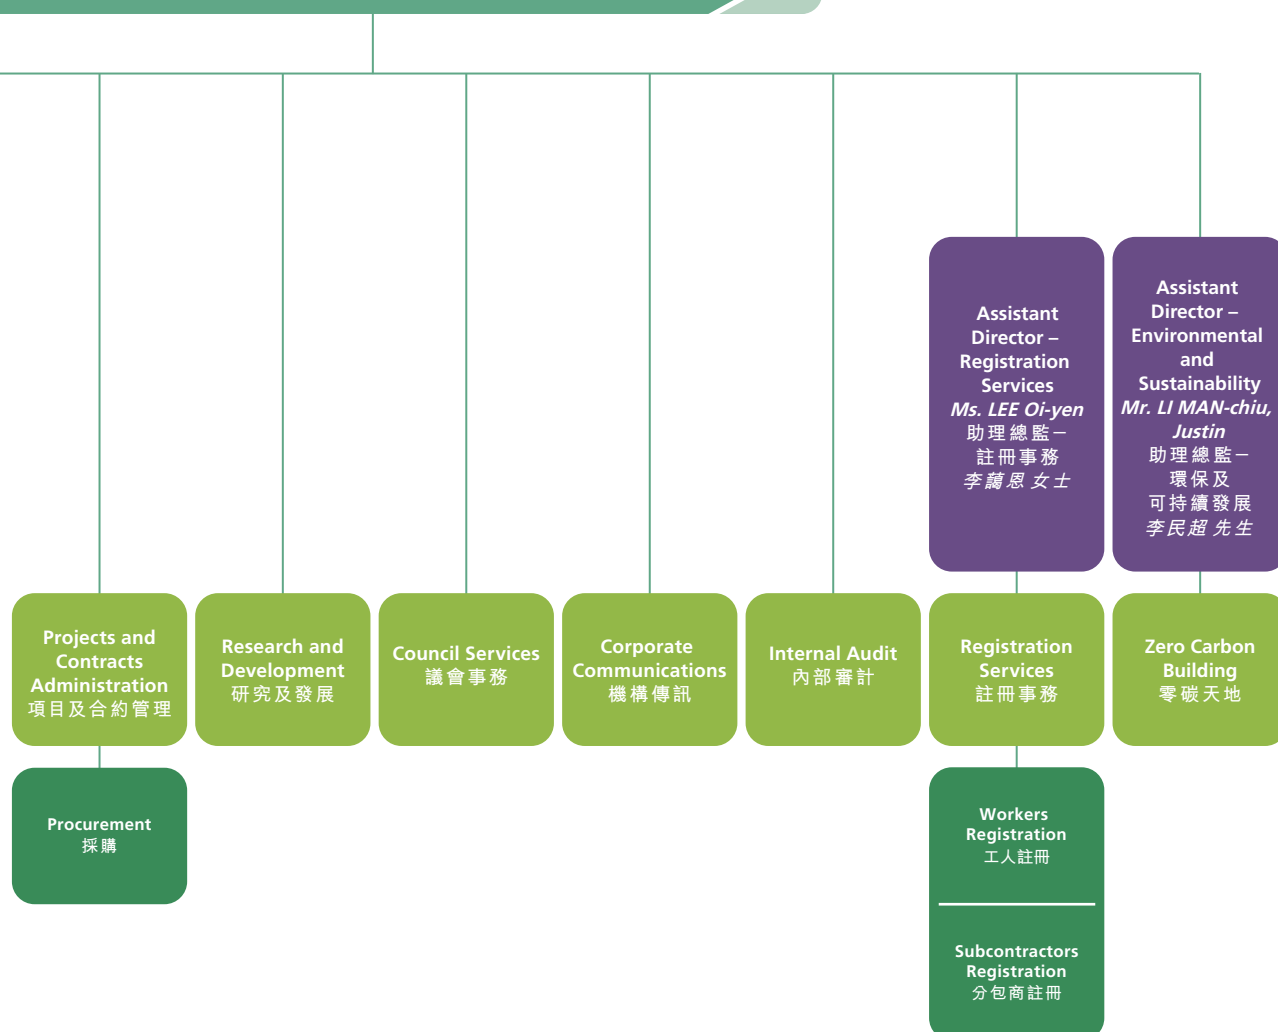 Assistant
Director –
Registration
Services
Ms. LEE Oi-yen
助理總監─
註冊事務
李藹恩 女士
Assistant
Director –
Environmental
and
Sustainability
Mr. LI MAN-chiu,
Justin
助理總監─
環保及
可持續發展
李民超 先生
Projects and
Contracts
Administration
項目及合約管理
Research and
Development
研究及發展
Council Services
議會事務
Corporate
Communications
機構傳訊
Internal Audit
內部審計
Registration
Services
註冊事務
Zero Carbon
Building
零碳天地
Procurement
採購
Workers
Registration
工人註冊
Subcontractors
Registration
分包商註冊